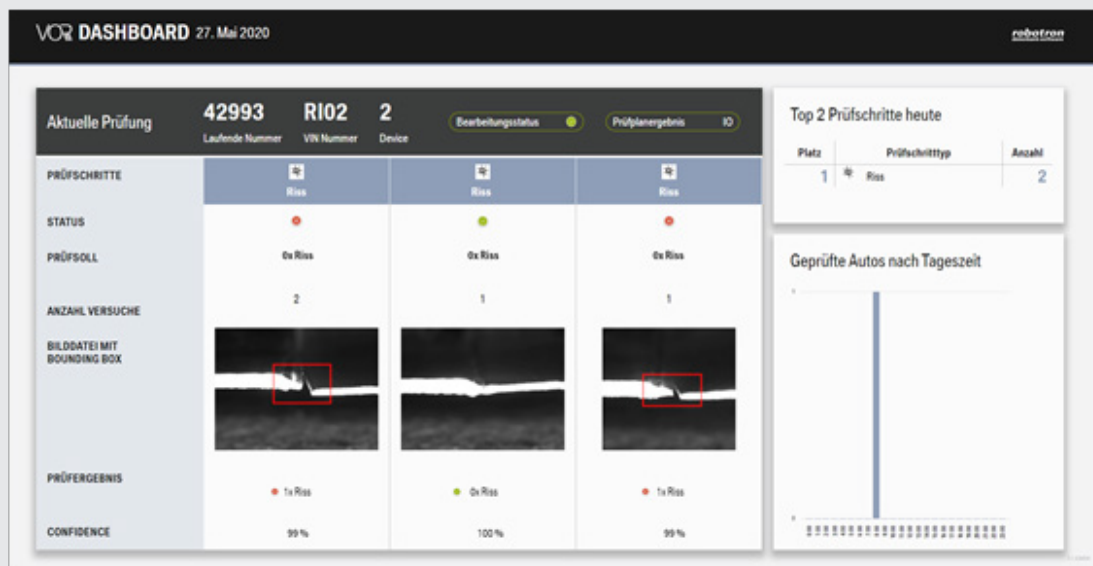 VOR DASHBOARD 27. Mai 2020
robotron
Aktuelle Prüfung
42993 RI02 2
Laufende Nummer VIN Nummer Device
Bearbeitungsstatus
Prüfplanergebnis IO
PRÜFSCHRITTE
Riss Riss Riss
STATUS
PRÜFSOLL
0x Riss 0x Riss 0x Riss
ANZAHL VERSUCHE
2 1 1
BILDDATEI MIT
BOUNDING BOX
PRÜFERGEBNIS
1x Riss 0x Riss 1x Riss
CONFIDENCE
99 % 100 % 99 %
Top 2 Prüfschritte heute
Platz Prüfschritttyp Anzahl
1 Riss 2
Geprüfte Autos nach Tageszeit